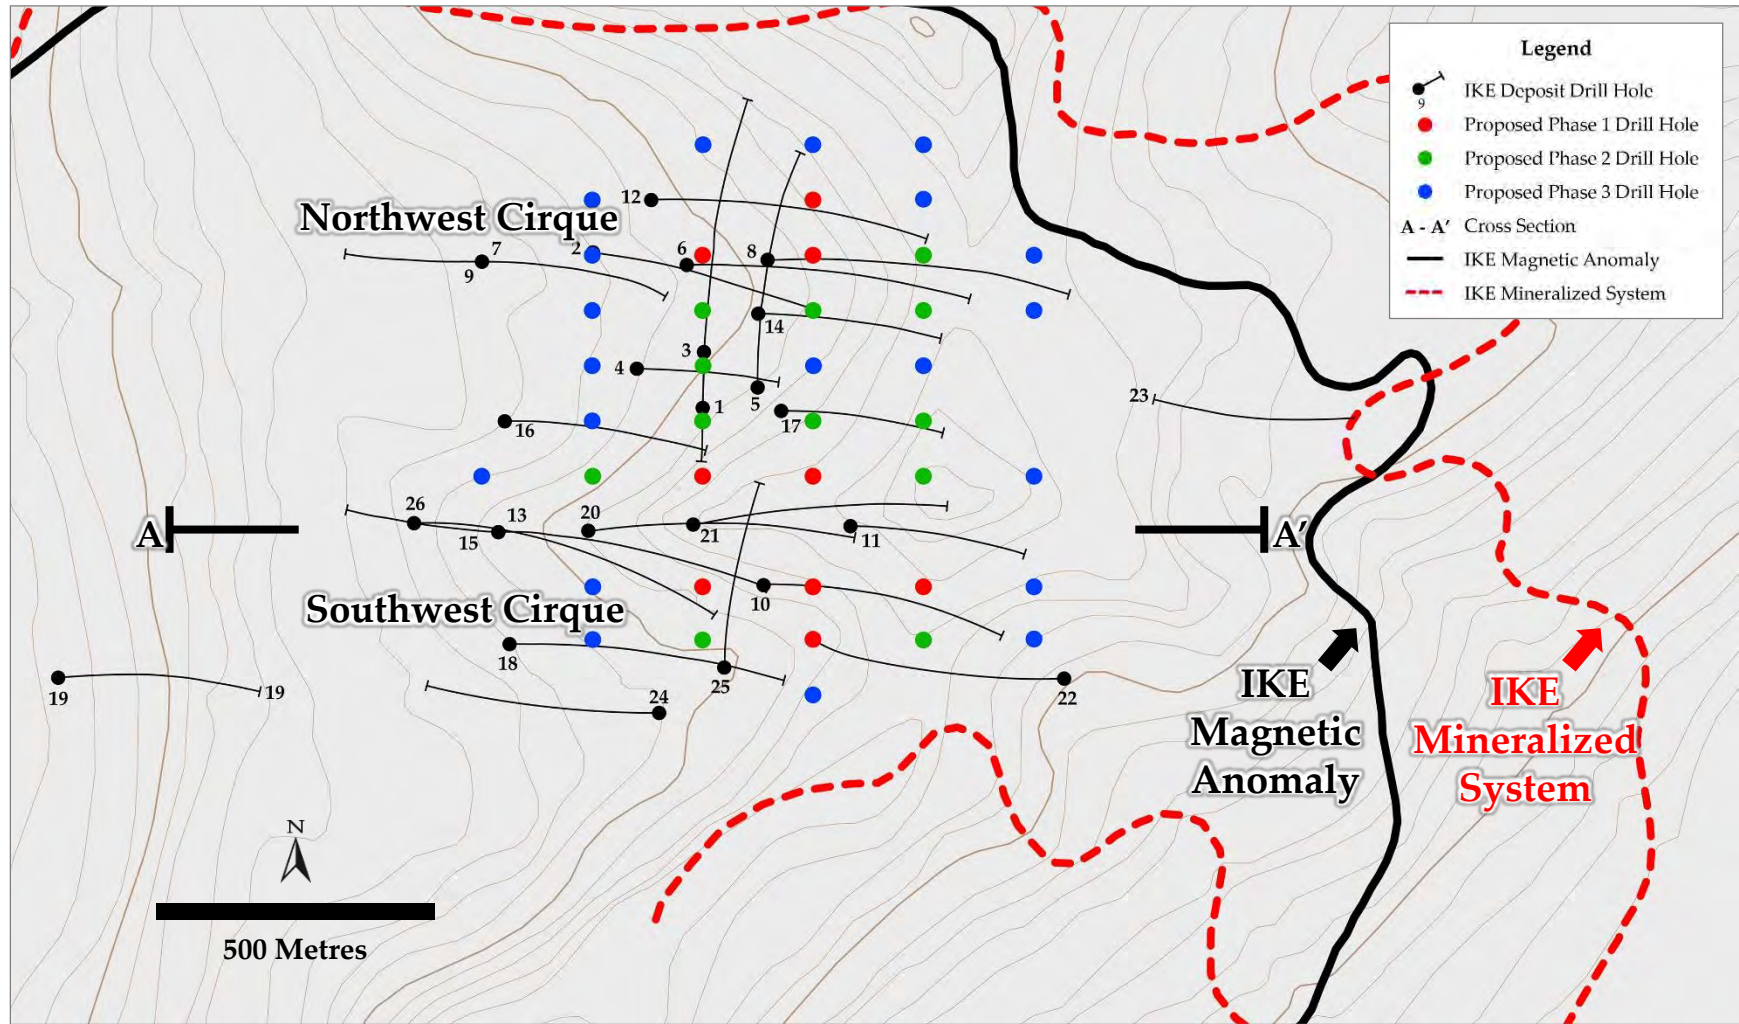 Legend
9
IKE Deposit Drill Hole
Proposed Phase 1 Drill Hole
Proposed Phase 2 Drill Hole
Proposed Phase 3 Drill Hole
A - A′ Cross Section
IKE Magnetic Anomaly
IKE Mineralized System
12
Northwest Cirque
7
9
2
6
8
14
3
4
5
1
17
16
23
26
13
15
20
21
11
A
A′
10
Southwest Cirque
18
25
24
22
19
19
IKE
Magnetic
Anomaly
IKE
Mineralized
System
N
500 Metres